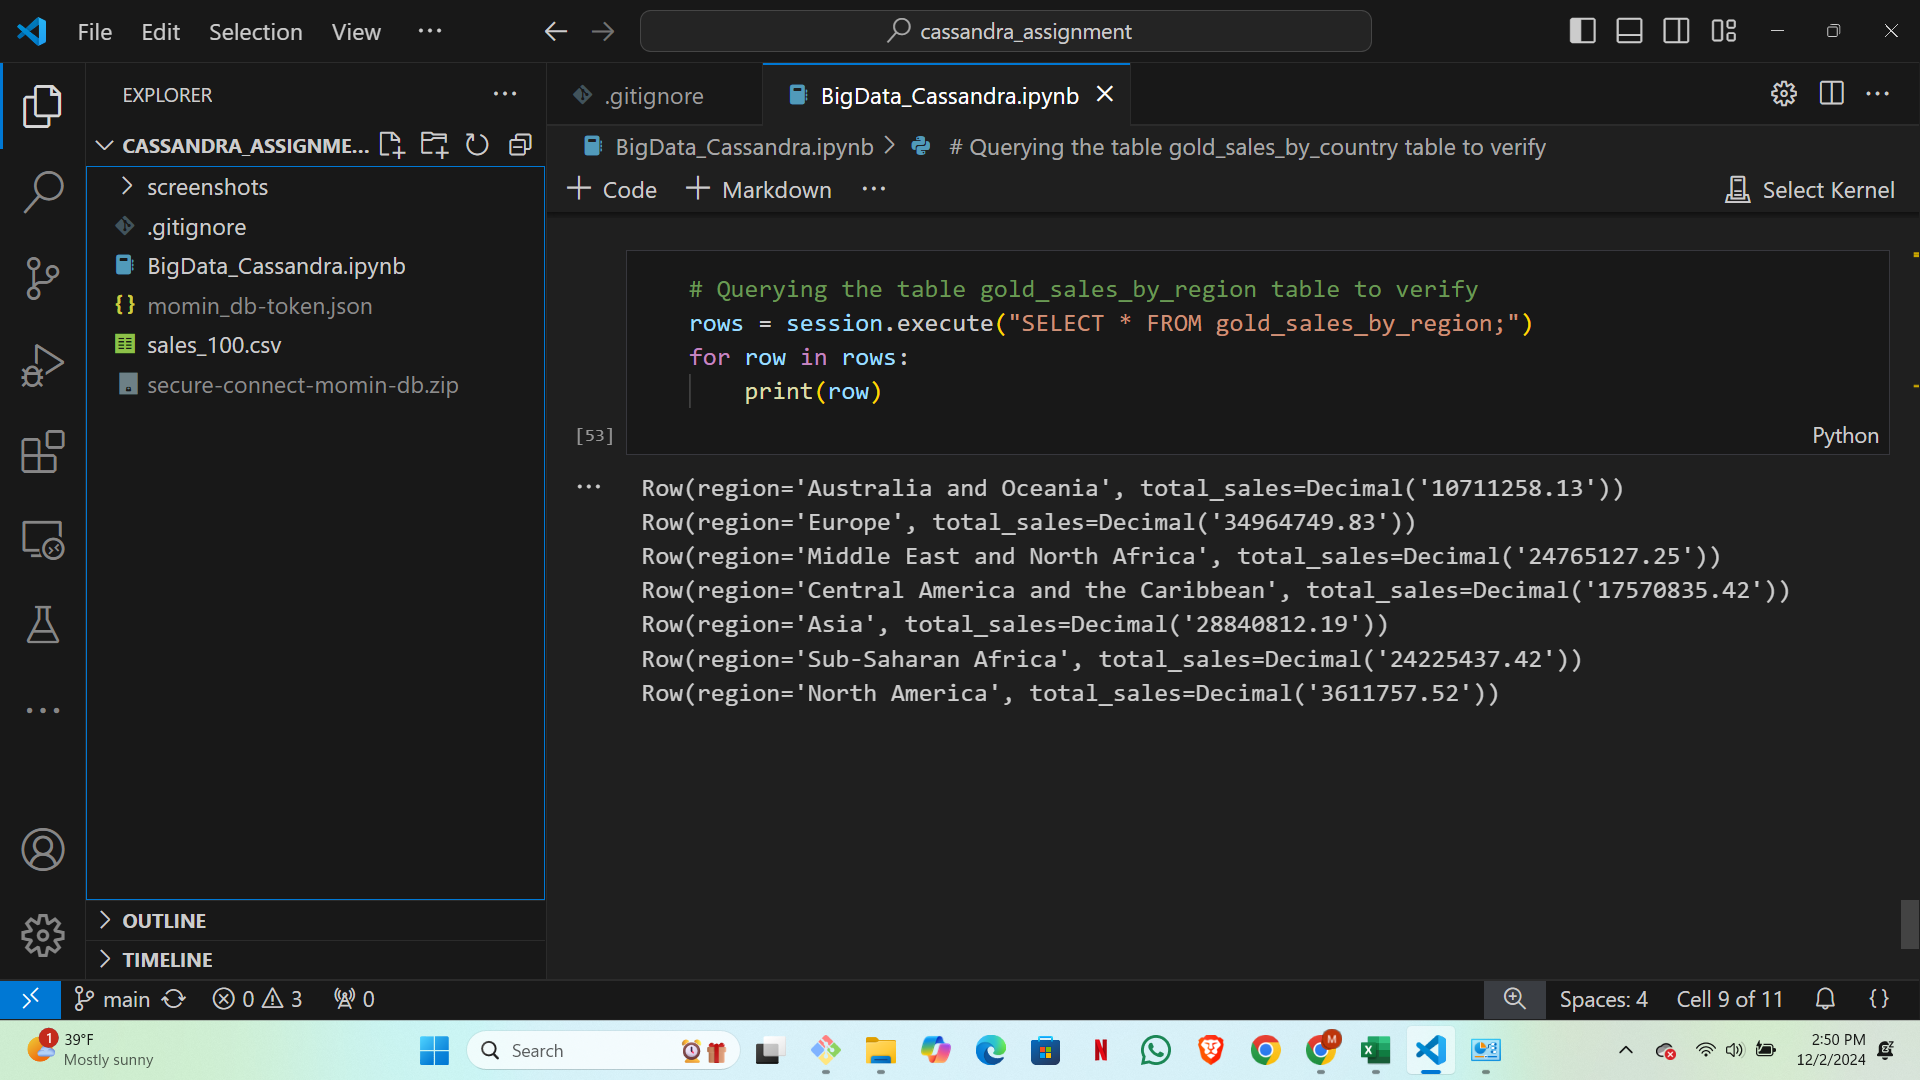 File Edit Selection View ···
cassandra_assignment
EXPLORER
CASSANDRA_ASSIGNME...
screenshots
.gitignore
BigData_Cassandra.ipynb
momin_db-token.json
sales_100.csv
secure-connect-momin-db.zip
OUTLINE
TIMELINE
.gitignore
BigData_Cassandra.ipynb
BigData_Cassandra.ipynb > # Querying the table gold_sales_by_country table to verify
+ Code + Markdown ···
Select Kernel
# Querying the table gold_sales_by_region table to verify
rows = session.execute("SELECT * FROM gold_sales_by_region;")
for row in rows:
print(row)
[53]
Python
Row(region='Australia and Oceania', total_sales=Decimal('10711258.13'))
Row(region='Europe', total_sales=Decimal('34964749.83'))
Row(region='Middle East and North Africa', total_sales=Decimal('24765127.25'))
Row(region='Central America and the Caribbean', total_sales=Decimal('17570835.42'))
Row(region='Asia', total_sales=Decimal('28840812.19'))
Row(region='Sub-Saharan Africa', total_sales=Decimal('24225437.42'))
Row(region='North America', total_sales=Decimal('3611757.52'))
main 0 3 0
Spaces: 4 Cell 9 of 11 {}
1
39°F
Mostly sunny
Search
N
M
X
2:50 PM
12/2/2024